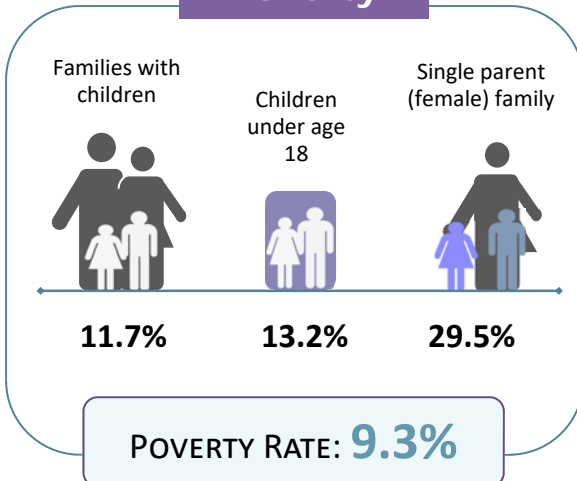 Families with
children
Children
under age
18
Single parent
(female) family
11.7%
13.2%
29.5%
POVERTY RATE: 9.3%